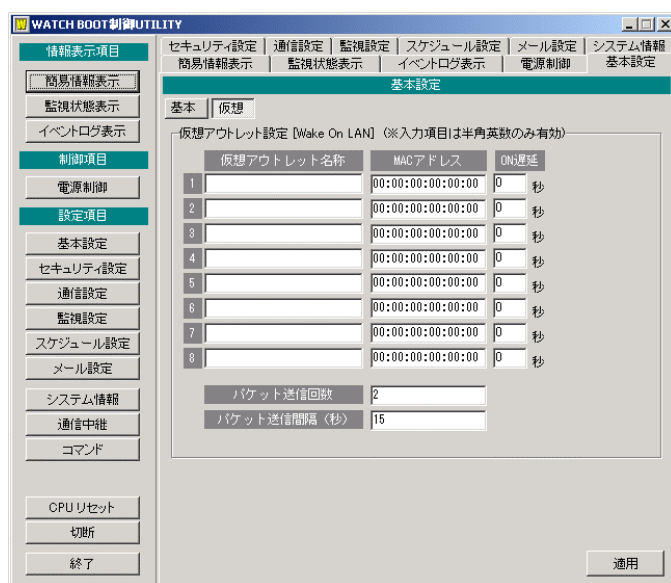 WATCH BOOT制御UTILITY
情報表示項目
簡易情報表示
監視状態表示
イベントログ表示
制御項目
電源制御
設定項目
基本設定
セキュリティ設定
通信設定
監視設定
スケジュール設定
メール設定
システム情報
通信中継
コマンド
CPUリセット
切断
終了
セキュリティ設定 通信設定 監視設定 スケジュール設定 メール設定 システム情報
簡易情報表示 監視状態表示 イベントログ表示 電源制御 基本設定
基本設定
基本 仮想
仮想アウトレット設定 [Wake On LAN] (※入力項目は半角英数のみ有効)
仮想アウトレット名称 MACアドレス ON遅延
1 00:00:00:00:00:00 0 秒
2 00:00:00:00:00:00 0 秒
3 00:00:00:00:00:00 0 秒
4 00:00:00:00:00:00 0 秒
5 00:00:00:00:00:00 0 秒
6 00:00:00:00:00:00 0 秒
7 00:00:00:00:00:00 0 秒
8 00:00:00:00:00:00 0 秒
パケット送信回数 2
パケット送信間隔(秒) 15
適用